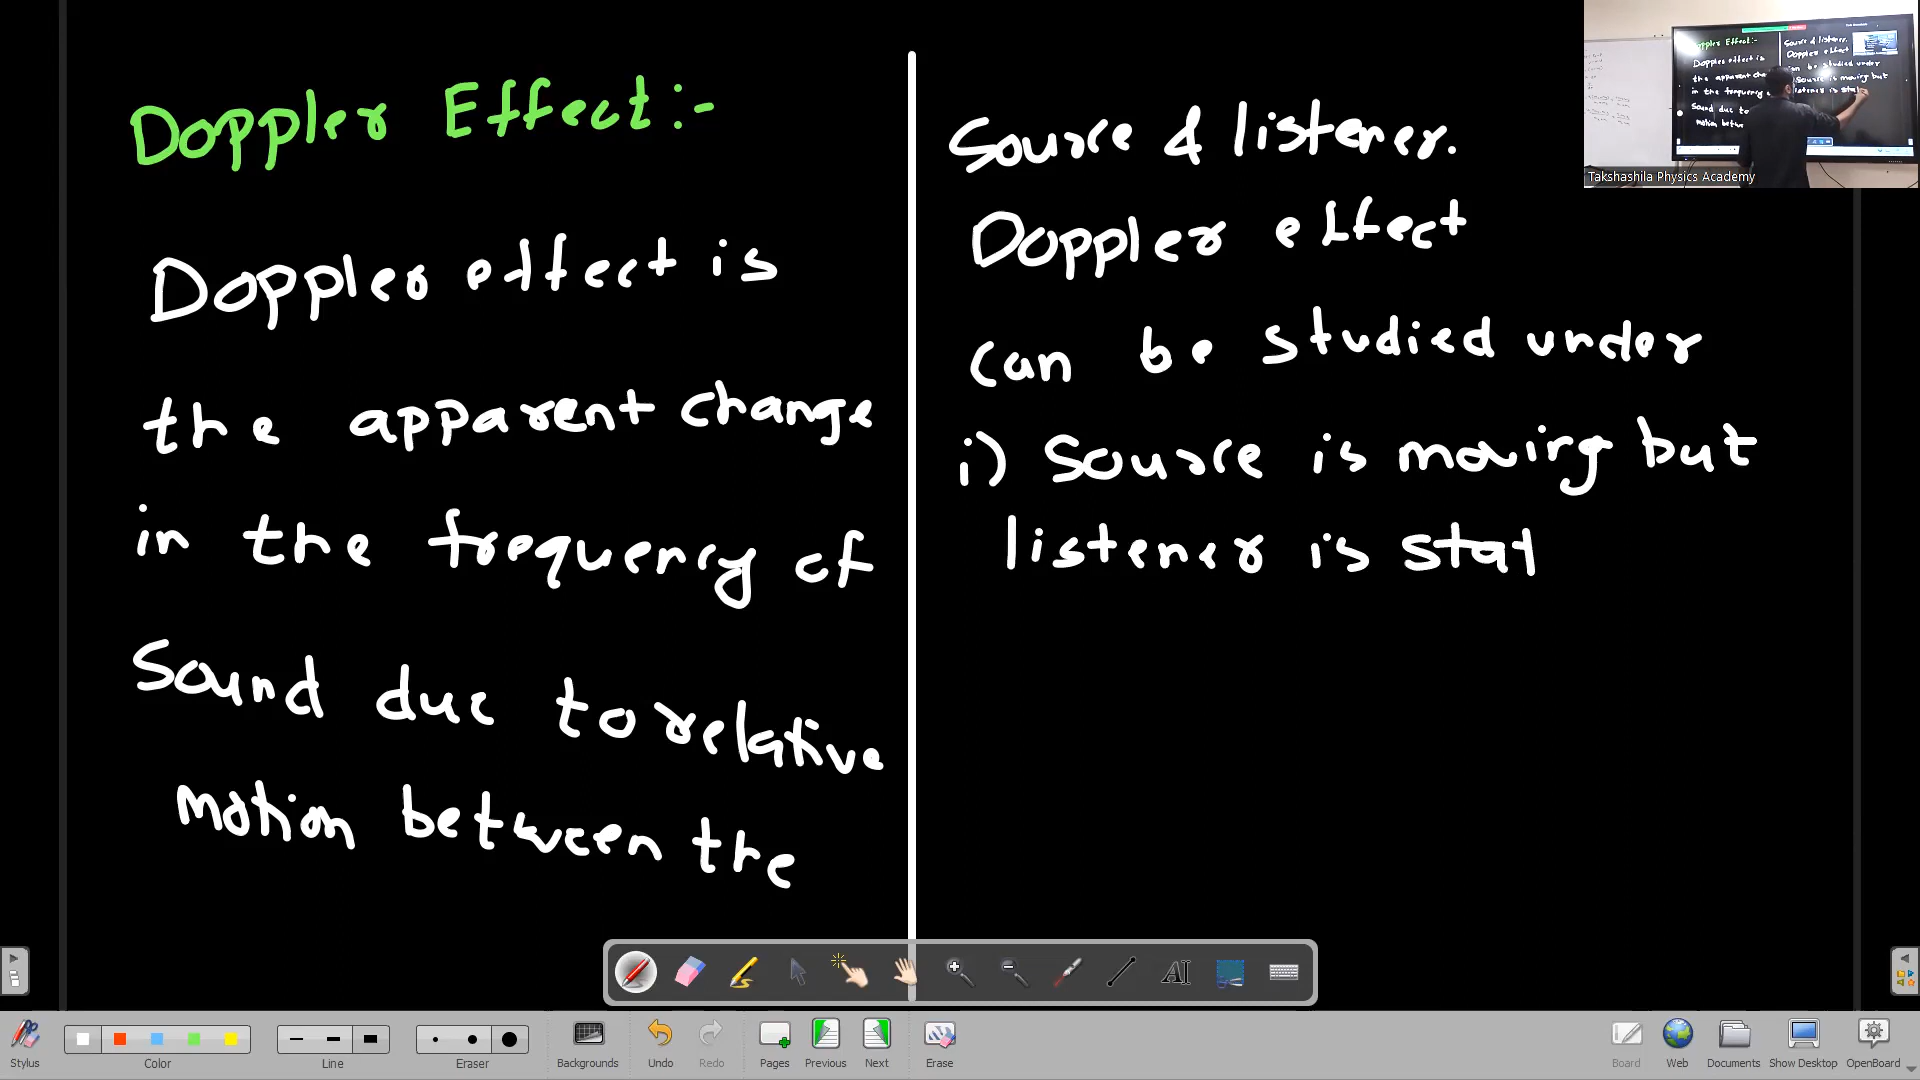 Doppler Effect:-
Doppler effect is
the apparent change
in the frequency of
Sound due to relative
motion between the
Source & listener.
Doppler effect
can be studied under
i) Source is moving but
listener is stat
Takshashila Physics Academy
Stylus
Color
Line
Eraser
Backgrounds
Undo
Redo
Pages
Previous
Next
Erase
Board
Web
Documents
Show Desktop
OpenBoard